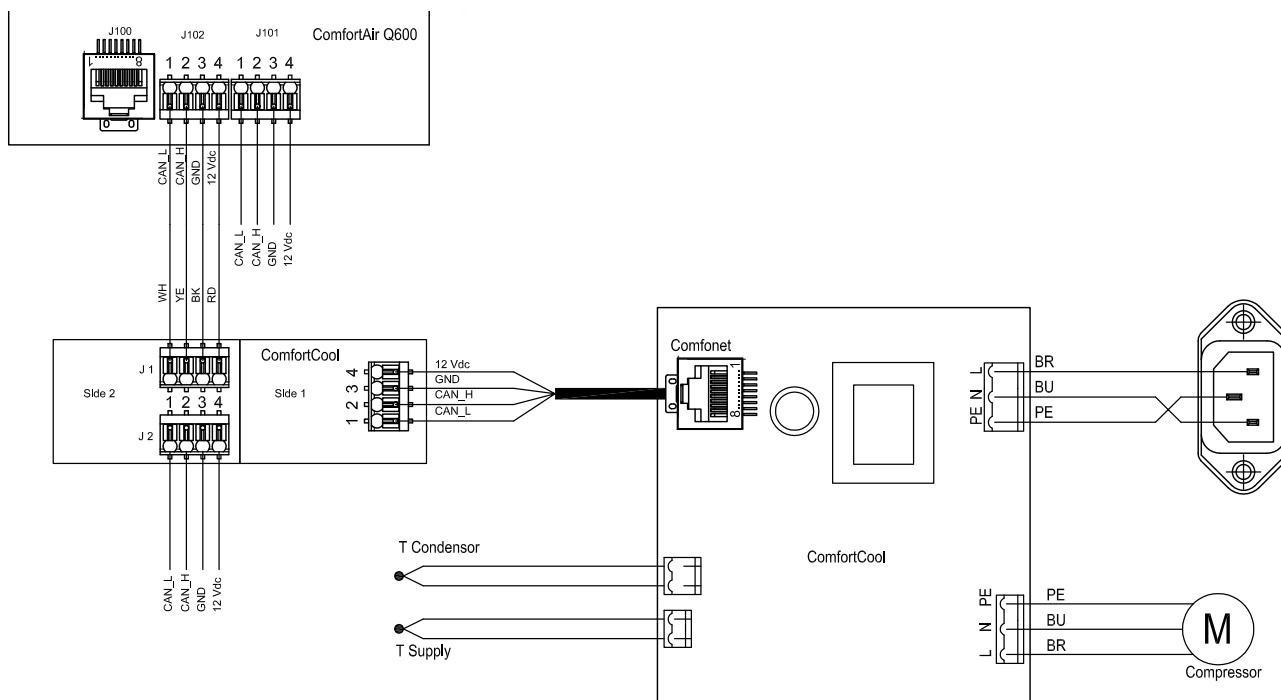 J100
J102
J101
ComfortAir Q600
1 8
1 2 3 4
1 2 3 4
CAN_L
CAN_H
GND
12 Vdc
CAN_L
CAN_H
GND
12 Vdc
WH
YE
BK
RD
J 1
SIde 2
1 2 3 4
J 2
CAN_L
CAN_H
GND
12 Vdc
ComfortCool
SIde 1
4
3
2
1
12 Vdc
GND
CAN_H
CAN_L
Comfonet
1
8
L
N
PE
BR
BU
PE
T Condensor
T Supply
ComfortCool
PE
N
L
PE
BU
BR
M
Compressor